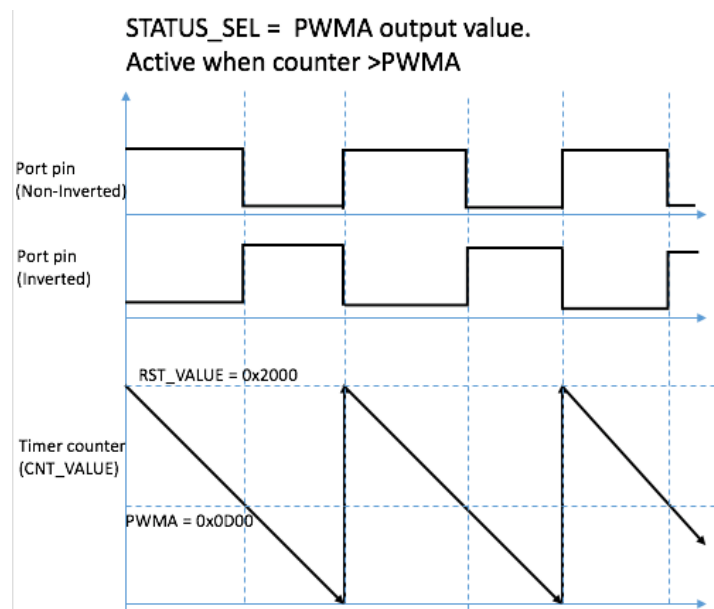 STATUS_SEL = PWMA output value.
Active when counter >PWMA
Port pin
(Non-Inverted)
Port pin
(Inverted)
RST_VALUE = 0x2000
Timer counter
(CNT_VALUE)
PWMA = 0x0D00